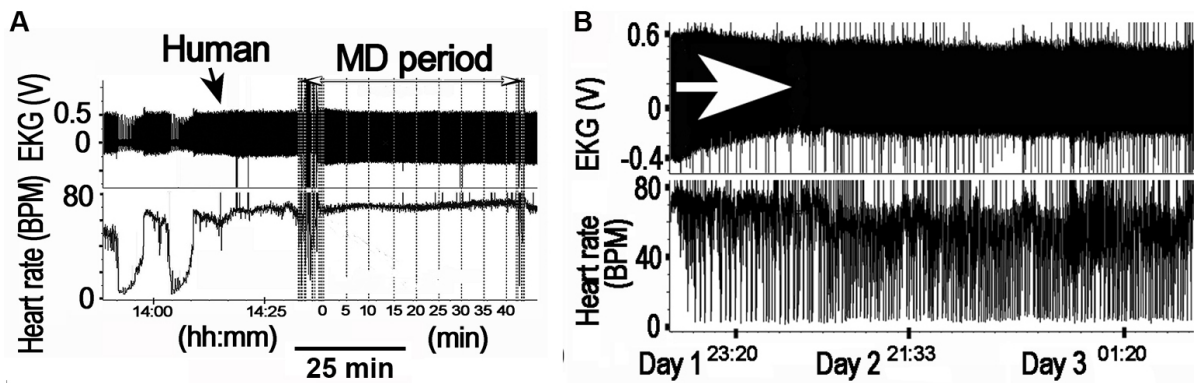 A
Human
MD period
EKG (V)
0.5
0
Heart rate (BPM)
80
0
14:00 14:25 0 5 10 15 20 25 30 35 40
(hh:mm) (min)
25 min
B
EKG (V)
0.6
0
-0.4
Heart rate
(BPM)
80
40
0
Day 1 23:20 Day 2 21:33 Day 3 01:20